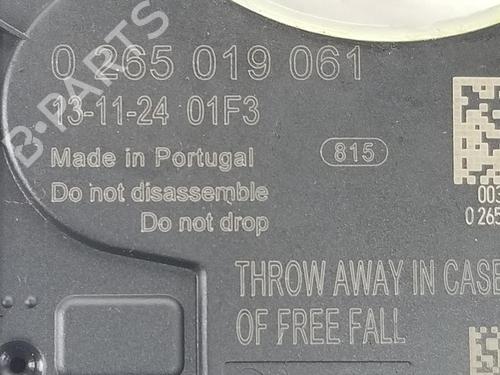 B-PARTS
0 265 019 061
13-11-24 01F3
Made in Portugal
815
Do not disassemble
Do not drop
003
0 265
THROW AWAY IN CASE
OF FREE FALL